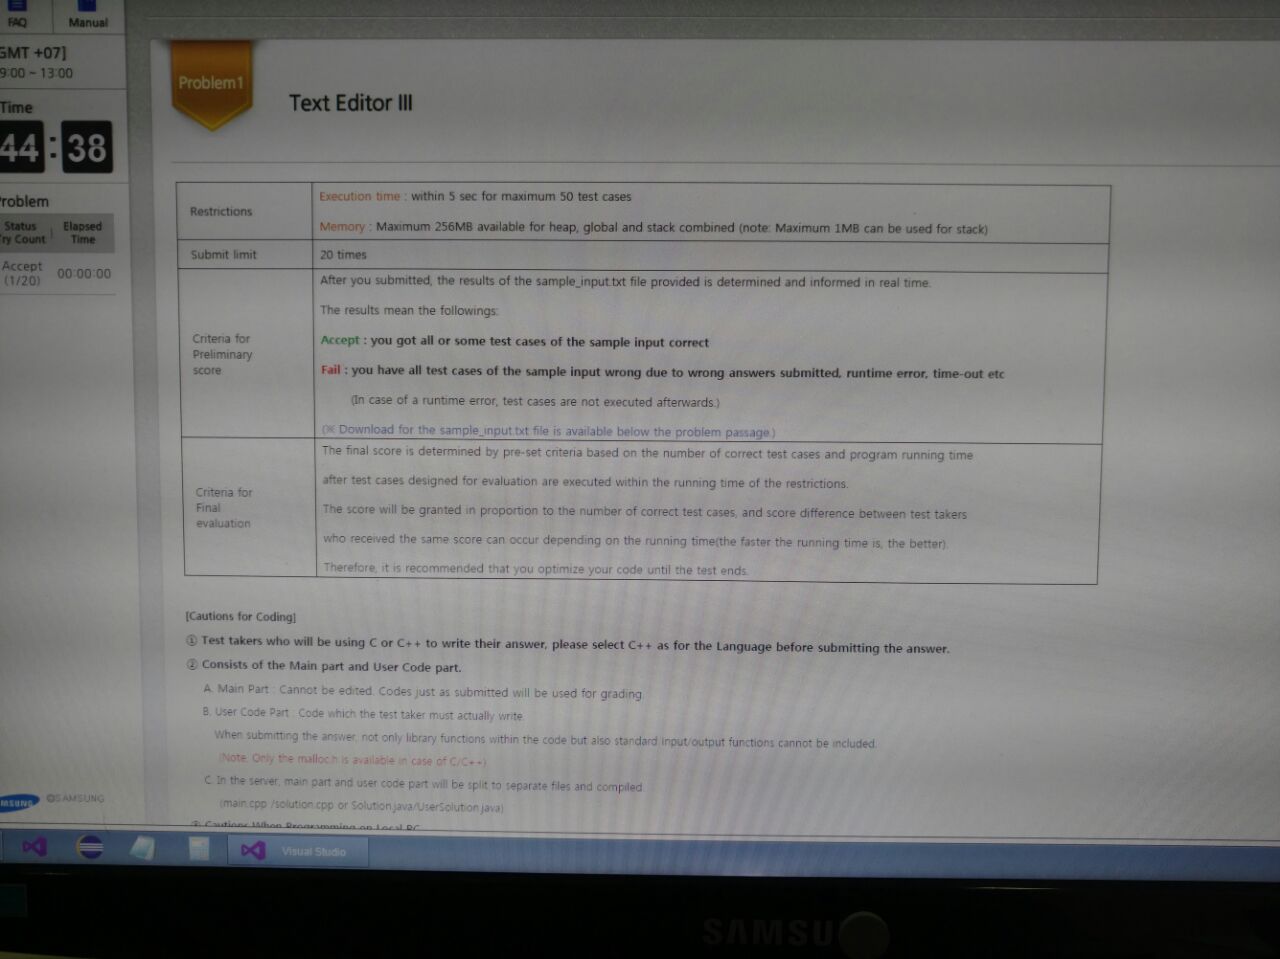 FAQ
Manual
GMT +07]
9:00 ~ 13:00
Time
44:38
Problem
Status
Elapsed
Try Count
Time
Accept
(1/20)
00:00:00
Problem1
Text Editor III
Restrictions
Execution time : within 5 sec for maximum 50 test cases
Memory : Maximum 256MB available for heap, global and stack combined (note: Maximum 1MB can be used for stack)
Submit limit
20 times
Criteria for
Preliminary
score
After you submitted, the results of the sample_input.txt file provided is determined and informed in real time.
The results mean the followings:
Accept : you got all or some test cases of the sample input correct
Fail : you have all test cases of the sample input wrong due to wrong answers submitted, runtime error, time-out etc
(In case of a runtime error, test cases are not executed afterwards.)
(※ Download for the sample_input.txt file is available below the problem passage.)
Criteria for
Final
evaluation
The final score is determined by pre-set criteria based on the number of correct test cases and program running time
after test cases designed for evaluation are executed within the running time of the restrictions.
The score will be granted in proportion to the number of correct test cases, and score difference between test takers
who received the same score can occur depending on the running time(the faster the running time is, the better).
Therefore, it is recommended that you optimize your code until the test ends.
[Cautions for Coding]
① Test takers who will be using C or C++ to write their answer, please select C++ as for the Language before submitting the answer.
② Consists of the Main part and User Code part.
A. Main Part : Cannot be edited. Codes just as submitted will be used for grading.
B. User Code Part : Code which the test taker must actually write.
When submitting the answer, not only library functions within the code but also standard input/output functions cannot be included.
(Note: Only the malloc.h is available in case of C/C++)
C. In the server, main part and user code part will be split to separate files and compiled.
(main.cpp /solution.cpp or Solution.java/UserSolution.java)
③ Cautions When Programming on Local PC
MSUNG ©SAMSUNG
Visual Studio
SAMSU